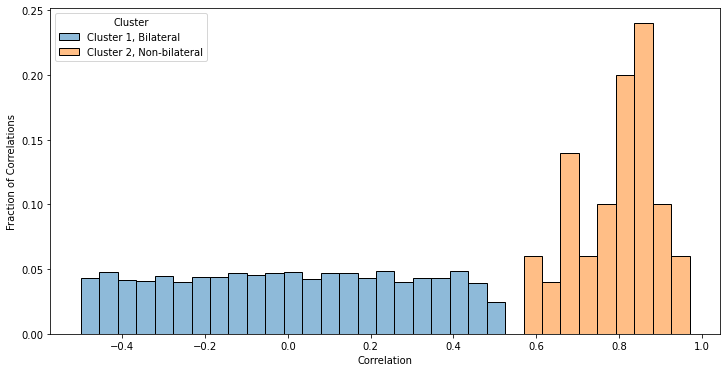 Cluster
Cluster 1, Bilateral
Cluster 2, Non-bilateral
Fraction of Correlations
0.25
0.20
0.15
0.10
0.05
0.00
−0.4 −0.2 0.0 0.2 0.4 0.6 0.8 1.0
Correlation